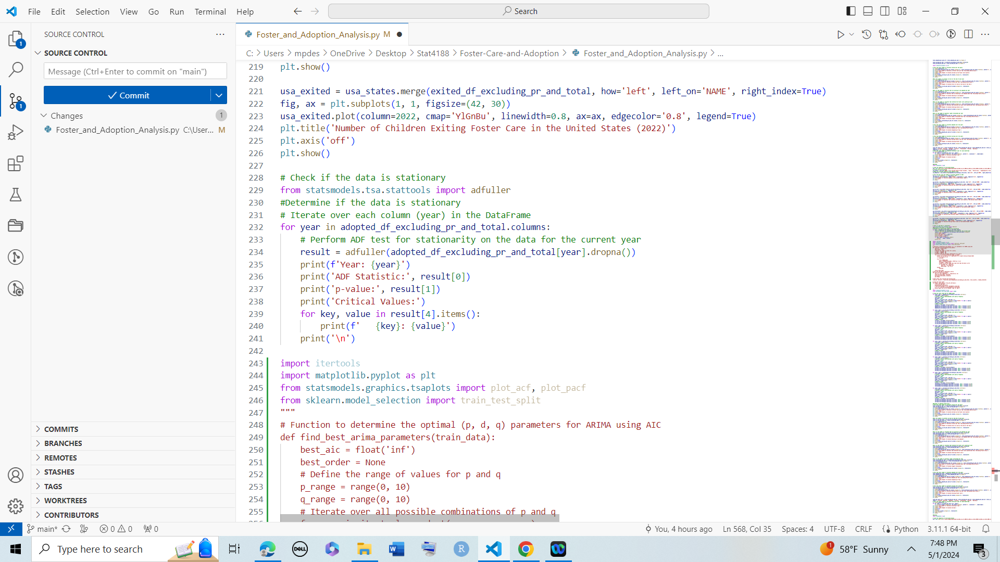 File Edit Selection View Go Run Terminal Help
Search
SOURCE CONTROL
SOURCE CONTROL
Message (Ctrl+Enter to commit on "main")
Commit
Changes 1
Foster_and_Adoption_Analysis.py C:\User... M
COMMITS
BRANCHES
REMOTES
STASHES
TAGS
WORKTREES
CONTRIBUTORS
1
1
Foster_and_Adoption_Analysis.py M
C: > Users > mpdes > OneDrive > Desktop > Stat4188 > Foster-Care-and-Adoption > Foster_and_Adoption_Analysis.py > ...
219 plt.show()
220
221 usa_exited = usa_states.merge(exited_df_excluding_pr_and_total, how='left', left_on='NAME', right_index=True)
222 fig, ax = plt.subplots(1, 1, figsize=(42, 30))
223 usa_exited.plot(column=2022, cmap='YlGnBu', linewidth=0.8, ax=ax, edgecolor='0.8', legend=True)
224 plt.title('Number of Children Exiting Foster Care in the United States (2022)')
225 plt.axis('off')
226 plt.show()
227
228 # Check if the data is stationary
229 from statsmodels.tsa.stattools import adfuller
230 #Determine if the data is stationary
231 # Iterate over each column (year) in the DataFrame
232 for year in adopted_df_excluding_pr_and_total.columns:
233     # Perform ADF test for stationarity on the data for the current year
234     result = adfuller(adopted_df_excluding_pr_and_total[year].dropna())
235     print(f'Year: {year}')
236     print('ADF Statistic:', result[0])
237     print('p-value:', result[1])
238     print('Critical Values:')
239     for key, value in result[4].items():
240         print(f'   {key}: {value}')
241     print('\n')
242
243 import itertools
244 import matplotlib.pyplot as plt
245 from statsmodels.graphics.tsaplots import plot_acf, plot_pacf
246 from sklearn.model_selection import train_test_split
247 """
248 # Function to determine the optimal (p, d, q) parameters for ARIMA using AIC
249 def find_best_arima_parameters(train_data):
250     best_aic = float('inf')
251     best_order = None
252     # Define the range of values for p and q
253     p_range = range(0, 10)
254     q_range = range(0, 10)
255     # Iterate over all possible combinations of p and q
main* 0 0 0
You, 4 hours ago Ln 568, Col 35 Spaces: 4 UTF-8 CRLF Python 3.11.1 64-bit
Type here to search
DELL
W
R
1
58°F Sunny
7:48 PM
5/1/2024
3